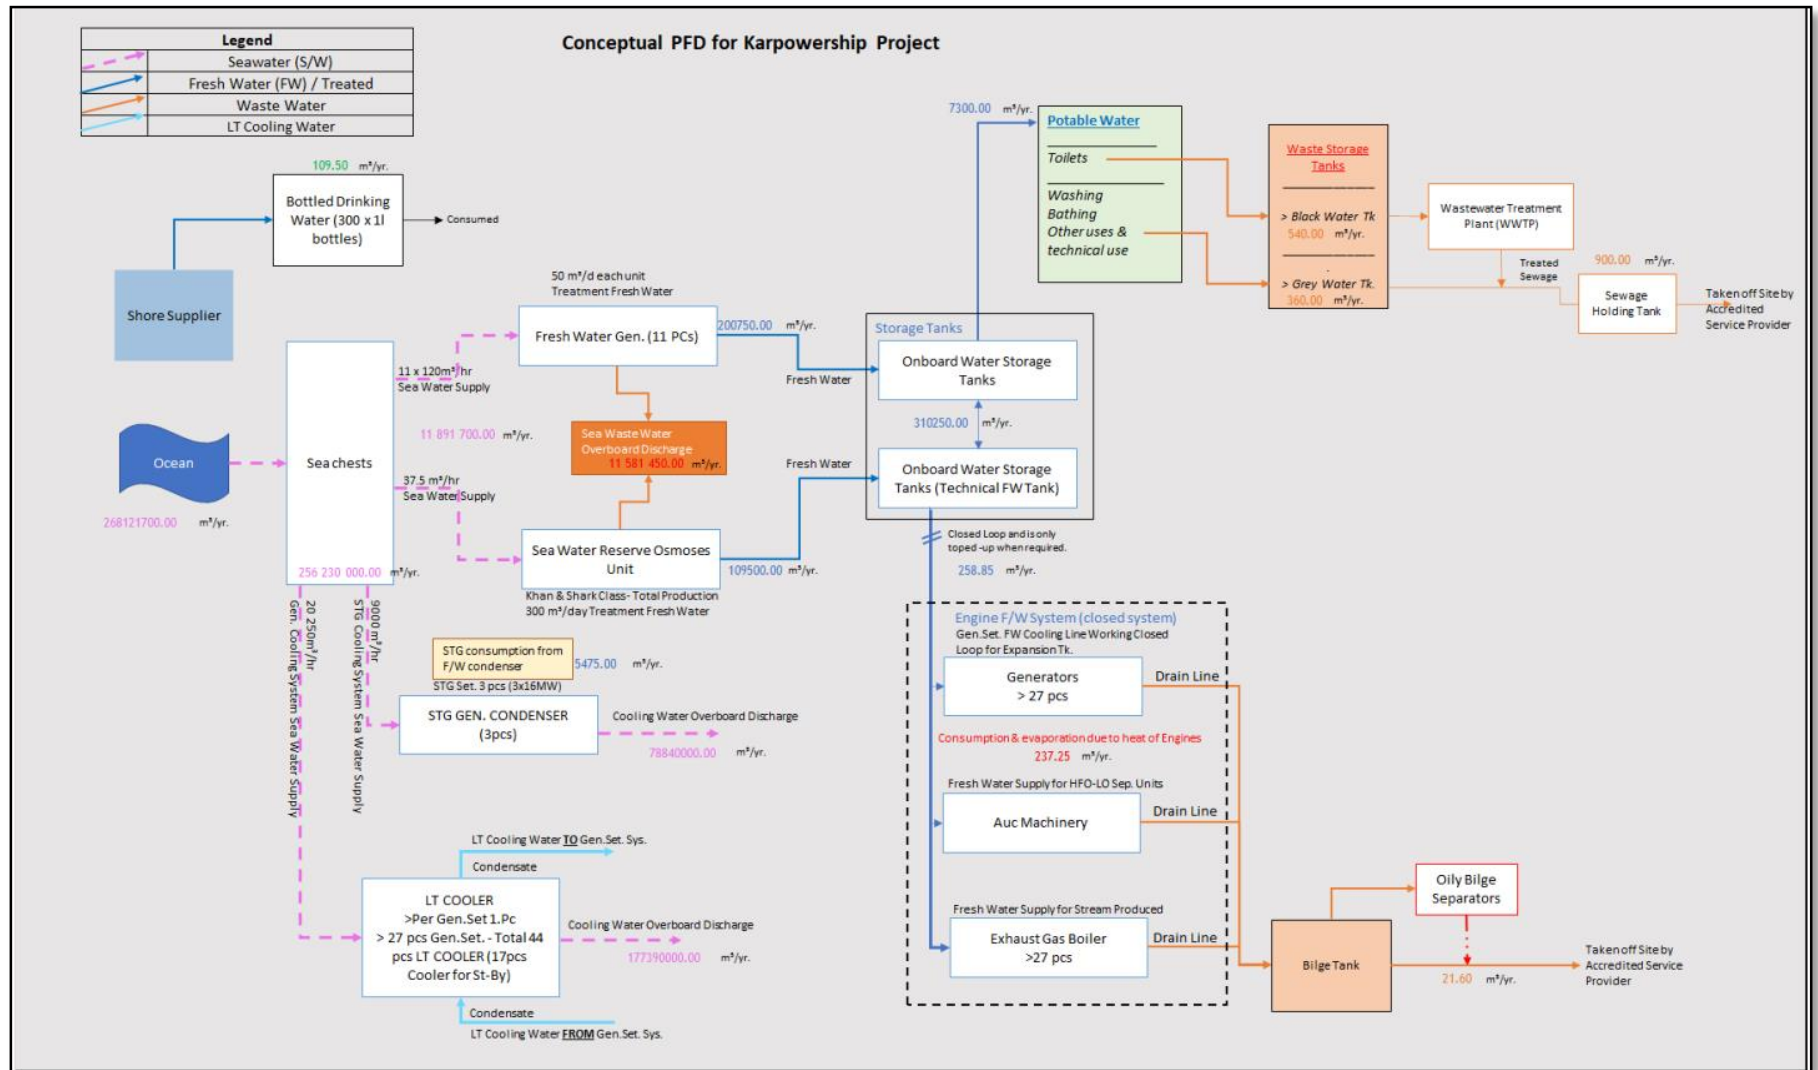 Conceptual PFD for Karpowership Project
Legend
Seawater (S/W)
Fresh Water (FW) / Treated
Waste Water
LT Cooling Water
109.50 m³/yr.
Bottled Drinking
Water (300 x 1l
bottles)
Consumed
Shore Supplier
Ocean
268121700.00 m³/yr.
Sea chests
256 230 000.00 m³/yr.
11 x 120m³/hr
Sea Water Supply
11 891 700.00 m³/yr.
37.5 m³/hr
Sea Water Supply
50 m³/d each unit
Treatment Fresh Water
Fresh Water Gen. (11 PCs)
200750.00 m³/yr.
Fresh Water
Sea Waste Water
Overboard Discharge
11 581 450.00 m³/yr.
Sea Water Reserve Osmoses
Unit
109500.00 m³/yr.
Fresh Water
Khan & Shark Class- Total Production
300 m³/day Treatment Fresh Water
Storage Tanks
Onboard Water Storage
Tanks
310250.00 m³/yr.
Onboard Water Storage
Tanks (Technical FW Tank)
7300.00 m³/yr.
Potable Water
Toilets
Washing
Bathing
Other uses &
technical use
Waste Storage
Tanks
> Black Water Tk
540.00 m³/yr.
.
> Grey Water Tk.
360.00 m³/yr.
Wastewater Treatment
Plant (WWTP)
Treated
Sewage
900.00 m³/yr.
Sewage
Holding Tank
Taken off Site by
Accredited
Service Provider
Closed Loop and is only
toped -up when required.
258.85 m³/yr.
20 250m³/hr
Gen. Cooling System Sea Water Supply
9000 m³/hr
STG Cooling System Sea Water Supply
STG consumption from
F/W condenser
5475.00 m³/yr.
STG Set. 3 pcs (3x16MW)
STG GEN. CONDENSER
(3pcs)
Cooling Water Overboard Discharge
78840000.00 m³/yr.
LT Cooling Water TO Gen.Set. Sys.
Condensate
LT COOLER
>Per Gen.Set 1.Pc
> 27 pcs Gen.Set. - Total 44
pcs LT COOLER (17pcs
Cooler for St-By)
Cooling Water Overboard Discharge
177390000.00 m³/yr.
Condensate
LT Cooling Water FROM Gen.Set. Sys.
Engine F/W System (closed system)
Gen.Set. FW Cooling Line Working Closed
Loop for Expansion Tk.
Generators
> 27 pcs
Drain Line
Consumption & evaporation due to heat of Engines
237.25 m³/yr.
Fresh Water Supply for HFO-LO Sep. Units
Auc Machinery
Drain Line
Fresh Water Supply for Stream Produced
Exhaust Gas Boiler
>27 pcs
Drain Line
Bilge Tank
Oily Bilge
Separators
21.60 m³/yr.
Taken off Site by
Accredited Service
Provider